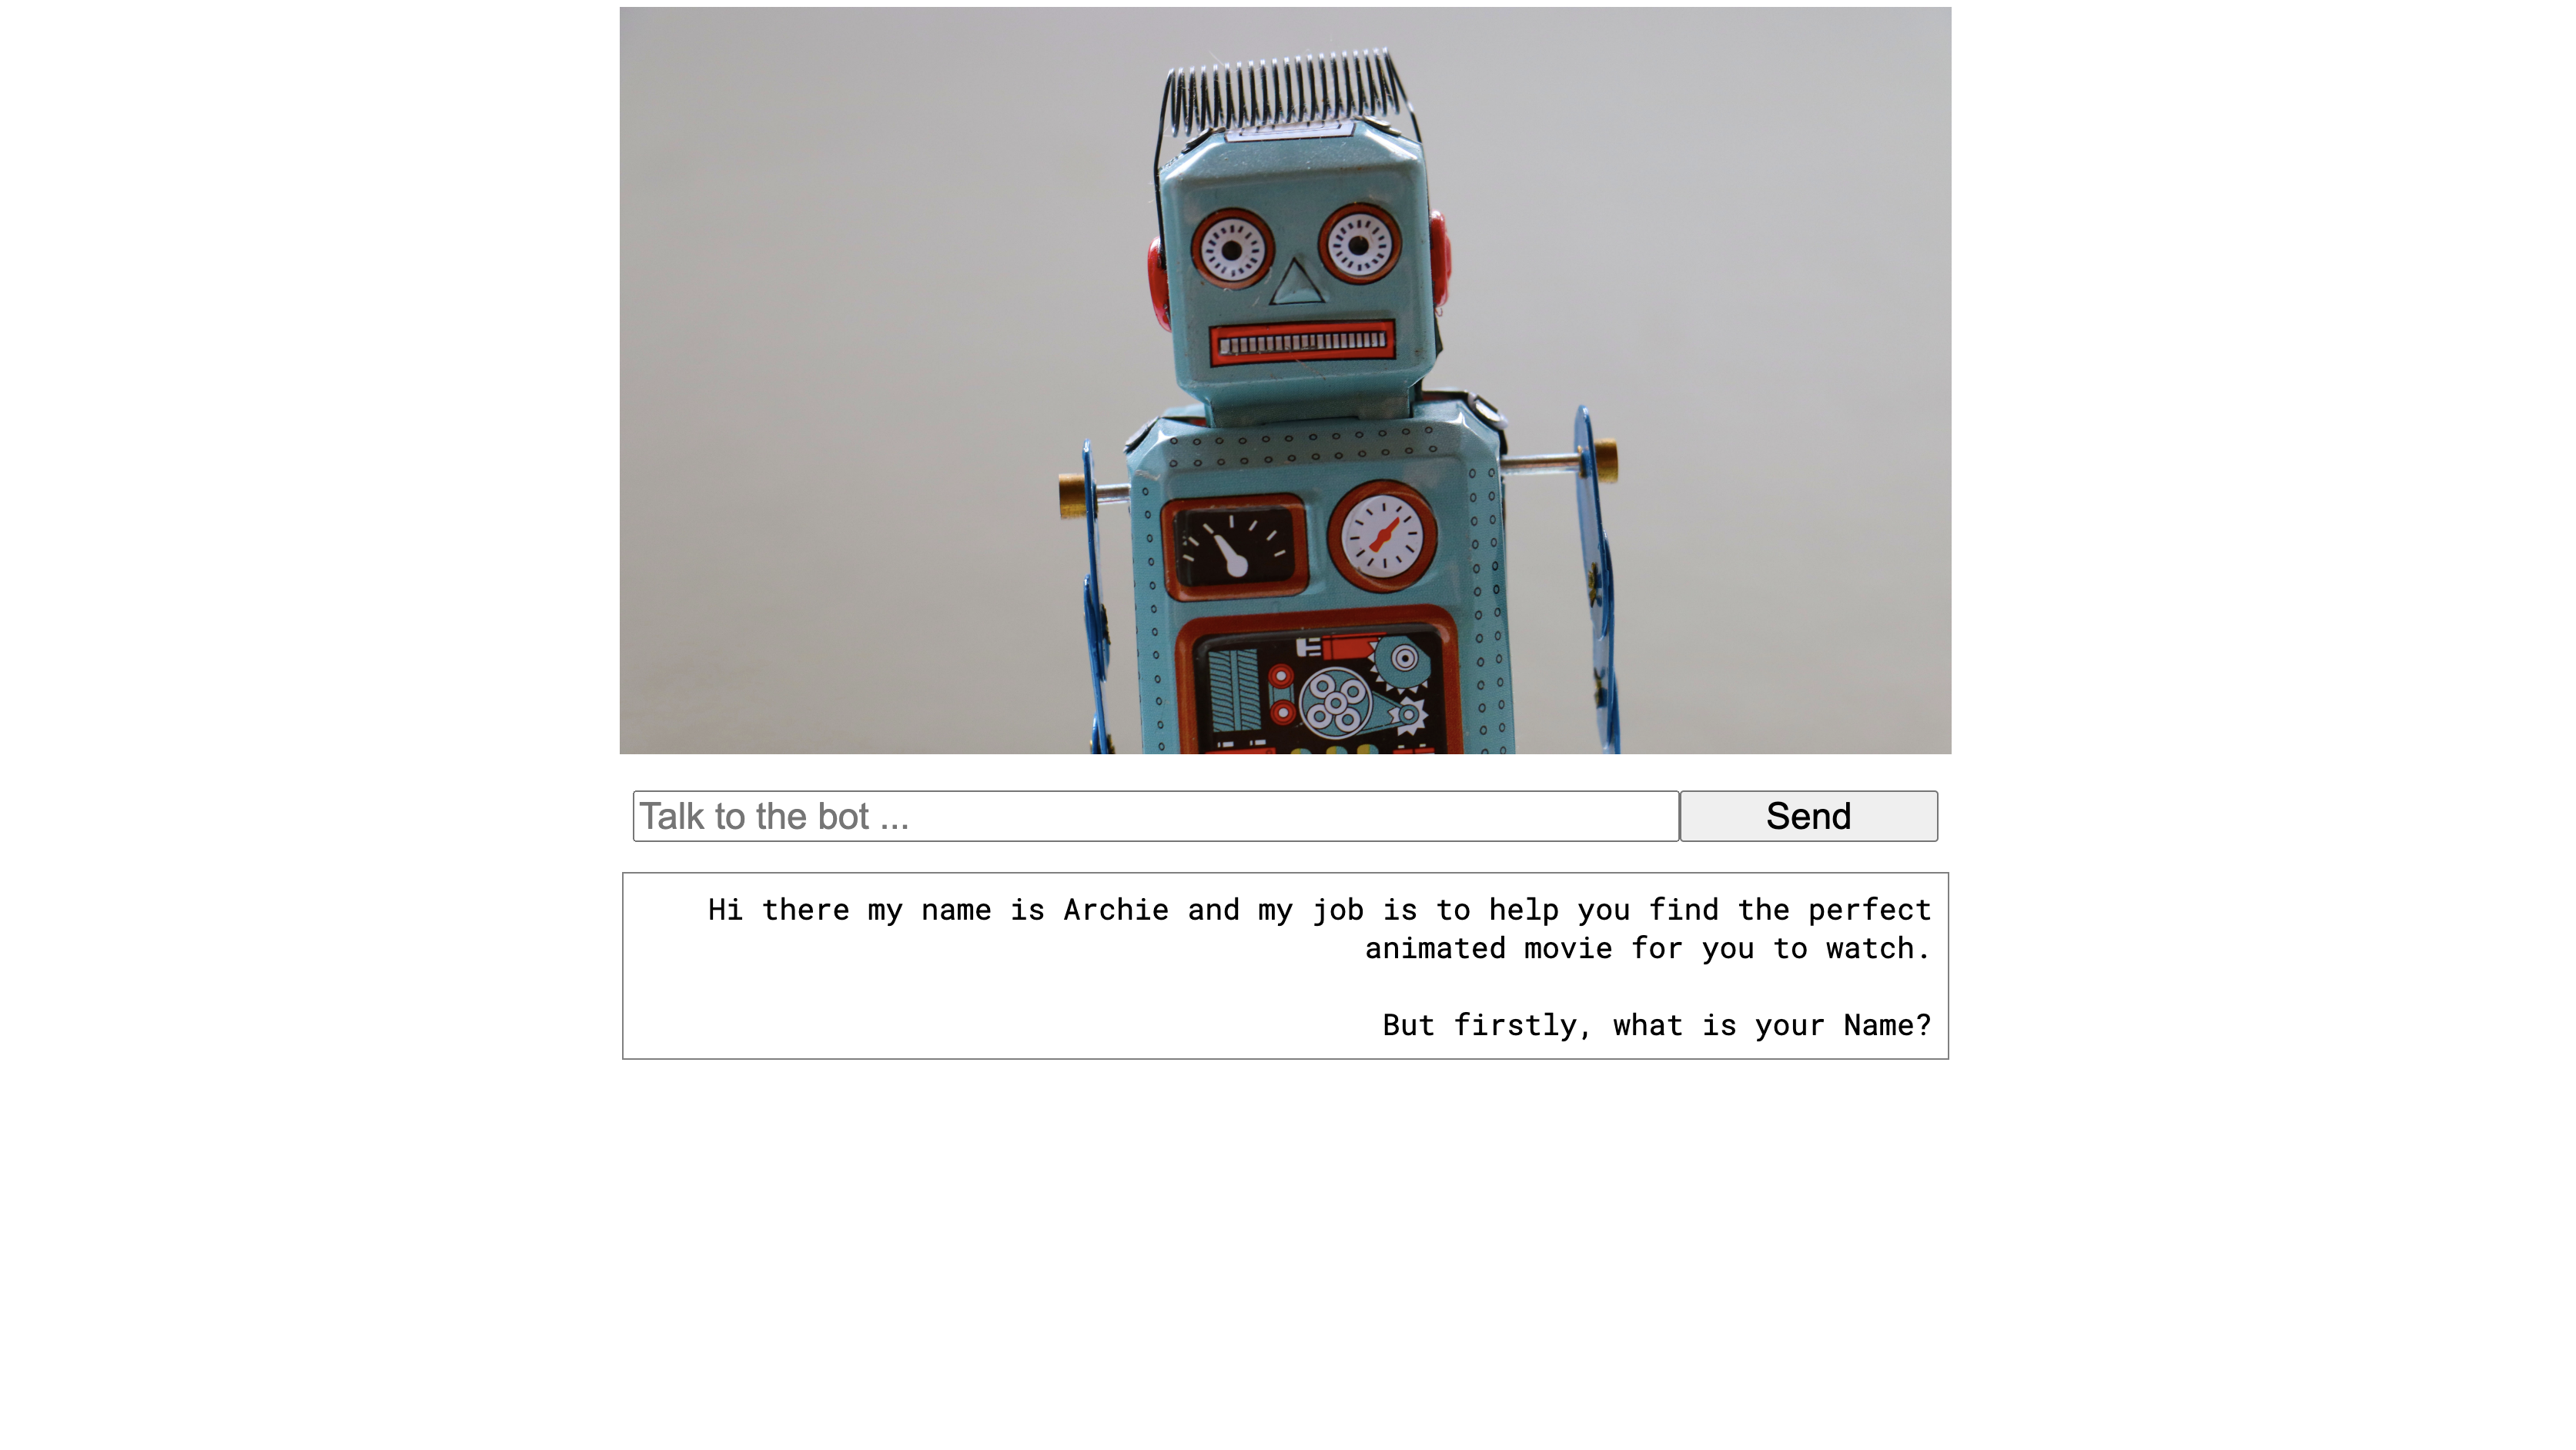 Talk to the bot ...
Send
Hi there my name is Archie and my job is to help you find the perfect
animated movie for you to watch.
But firstly, what is your Name?